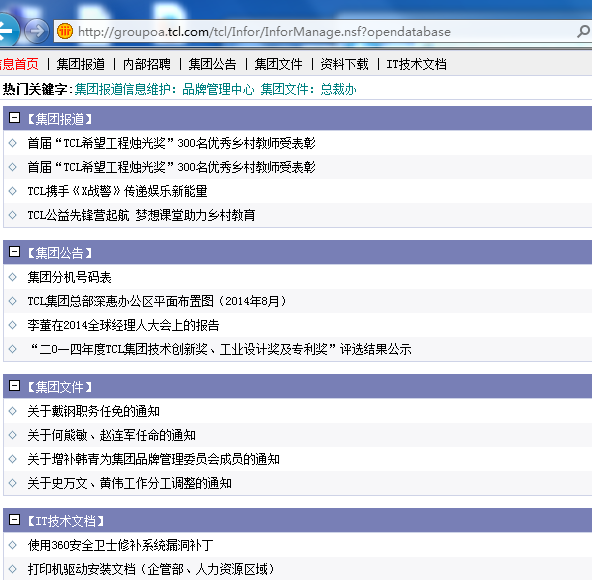 http://groupoa.tcl.com/tcl/Infor/InforManage.nsf?opendatabase
信息首页 | 集团报道 | 内部招聘 | 集团公告 | 集团文件 | 资料下载 | IT技术文档
热门关键字:集团报道信息维护：品牌管理中心 集团文件：总裁办
【集团报道】
首届“TCL希望工程烛光奖”300名优秀乡村教师受表彰
首届“TCL希望工程烛光奖”300名优秀乡村教师受表彰
TCL携手《X战警》传递娱乐新能量
TCL公益先锋营起航 梦想课堂助力乡村教育
【集团公告】
集团分机号码表
TCL集团总部深惠办公区平面布置图（2014年8月）
李董在2014全球经理人大会上的报告
“二O一四年度TCL集团技术创新奖、工业设计奖及专利奖”评选结果公示
【集团文件】
关于戴钢职务任免的通知
关于何熊敏、赵连军任命的通知
关于增补韩青为集团品牌管理委员会成员的通知
关于史万文、黄伟工作分工调整的通知
【IT技术文档】
使用360安全卫士修补系统漏洞补丁
打印机驱动安装文档（企管部、人力资源区域）